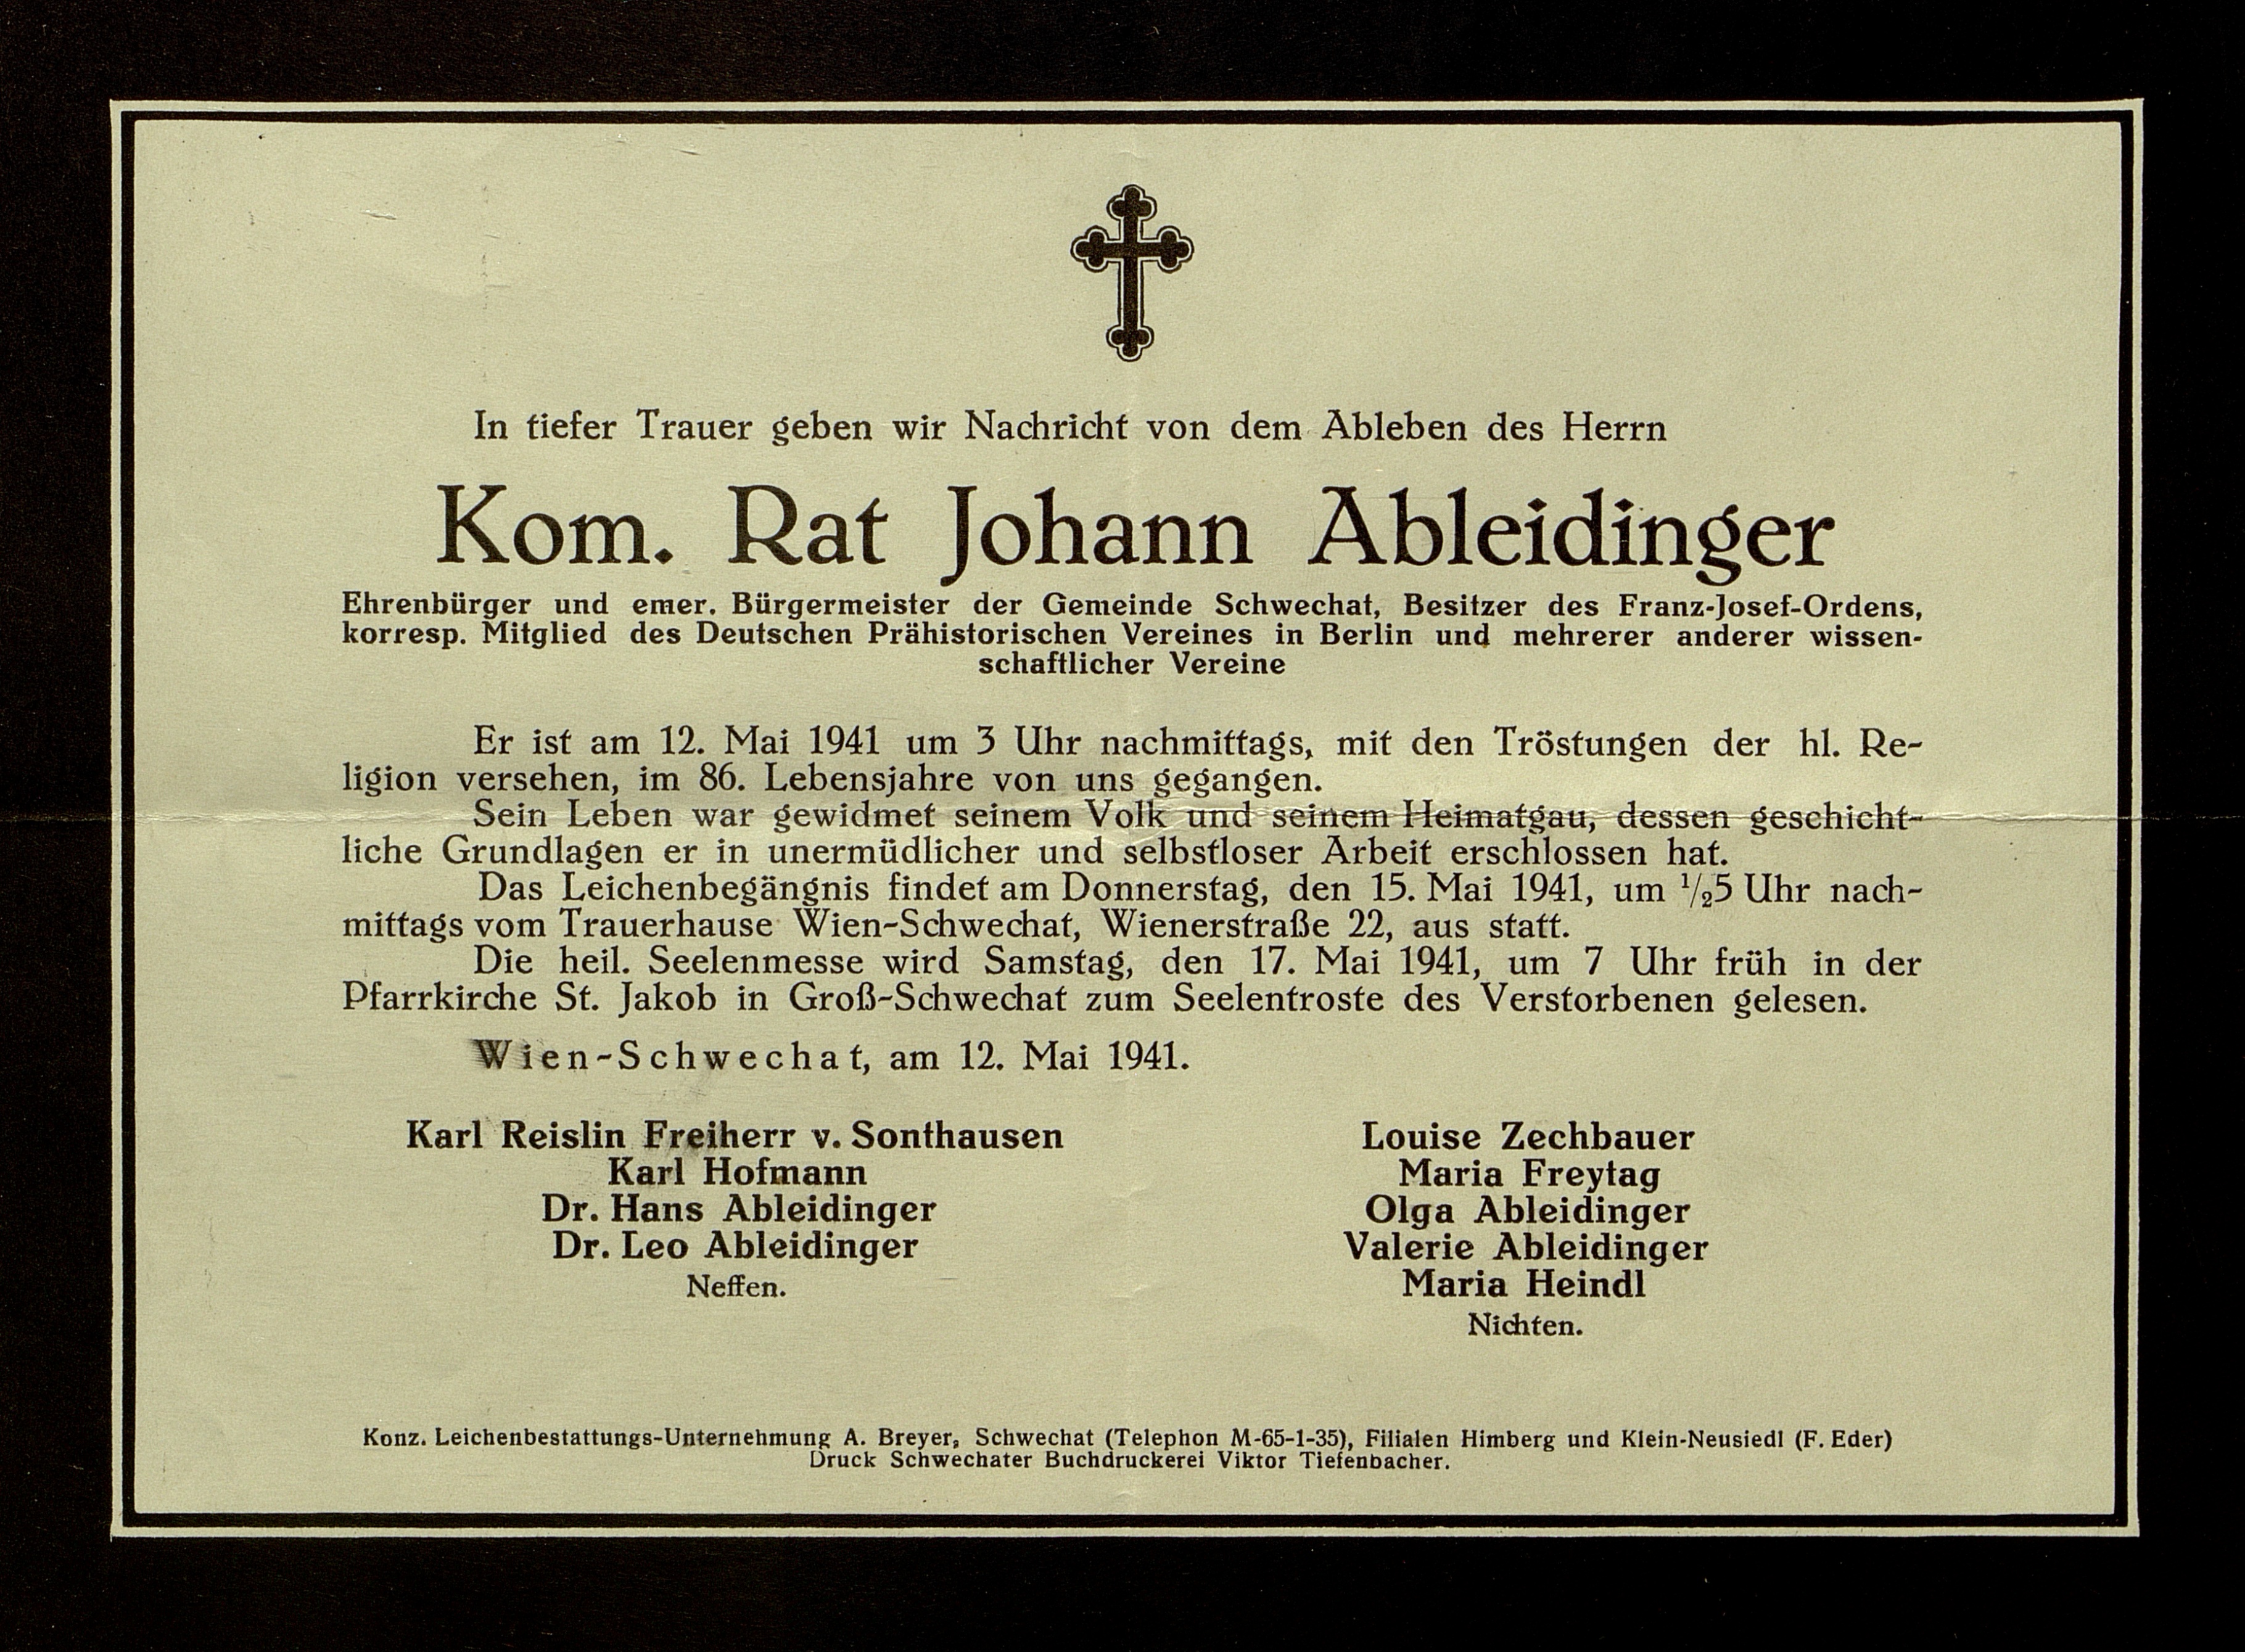 In tiefer Trauer geben wir Nachricht von dem Ableben des Herrn
Kom. Rat Johann Ableidinger
Ehrenbürger und emer. Bürgermeister der Gemeinde Schwechat, Besitzer des Franz-Josef-Ordens,
korresp. Mitglied des Deutschen Prähistorischen Vereines in Berlin und mehrerer anderer wissen-
schaftlicher Vereine
Er ist am 12. Mai 1941 um 3 Uhr nachmittags, mit den Tröstungen der hl. Re-
ligion versehen, im 86. Lebensjahre von uns gegangen.
Sein Leben war gewidmet seinem Volk und seinem Heimatgau, dessen geschicht-
liche Grundlagen er in unermüdlicher und selbstloser Arbeit erschlossen hat.
Das Leichenbegängnis findet am Donnerstag, den 15. Mai 1941, um 1/25 Uhr nach-
mittags vom Trauerhause Wien-Schwechat, Wienerstraße 22, aus statt.
Die heil. Seelenmesse wird Samstag, den 17. Mai 1941, um 7 Uhr früh in der
Pfarrkirche St. Jakob in Groß-Schwechat zum Seelentroste des Verstorbenen gelesen.
Wien-Schwechat, am 12. Mai 1941.
Karl Reislin Freiherr v. Sonthausen
Karl Hofmann
Dr. Hans Ableidinger
Dr. Leo Ableidinger
Neffen.
Louise Zechbauer
Maria Freytag
Olga Ableidinger
Valerie Ableidinger
Maria Heindl
Nichten.
Konz. Leichenbestattungs-Unternehmung A. Breyer, Schwechat (Telephon M-65-1-35), Filialen Himberg und Klein-Neusiedl (F. Eder)
Druck Schwechater Buchdruckerei Viktor Tiefenbacher.